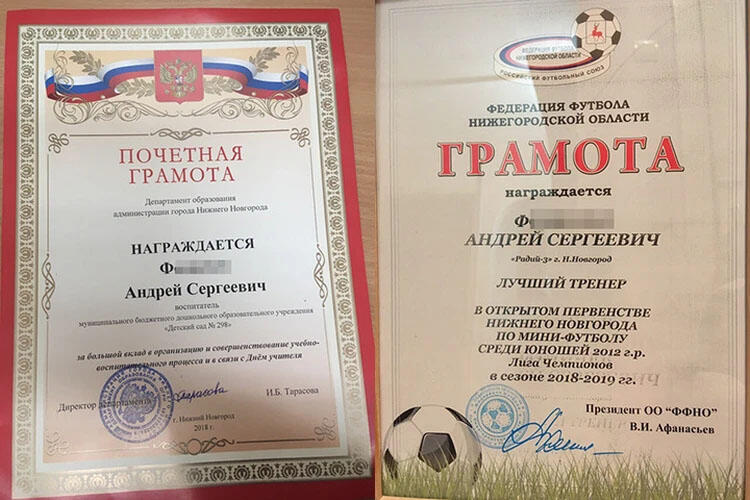 ПОЧЕТНАЯ
ГРАМОТА
Департамент образования
администрации города Нижнего Новгорода
НАГРАЖДАЕТСЯ
Ф
Андрей Сергеевич
воспитатель
муниципального бюджетного дошкольного образовательного учреждения
«Детский сад № 298»
за большой вклад в организацию и совершенствование учебно-
воспитательного процесса и в связи с Днём учителя
Директор департамента
И.Б. Тарасова
г. Нижний Новгород
2018 г.
ФЕДЕРАЦИЯ ФУТБОЛА
НИЖЕГОРОДСКОЙ ОБЛАСТИ
РОССИЙСКИЙ ФУТБОЛЬНЫЙ СОЮЗ
ФЕДЕРАЦИЯ ФУТБОЛА
НИЖЕГОРОДСКОЙ ОБЛАСТИ
ГРАМОТА
награждается
Ф
АНДРЕЙ СЕРГЕЕВИЧ
«Радий-3» г. Н.Новгород
ЛУЧШИЙ ТРЕНЕР
В ОТКРЫТОМ ПЕРВЕНСТВЕ
НИЖНЕГО НОВГОРОДА
ПО МИНИ-ФУТБОЛУ
СРЕДИ ЮНОШЕЙ 2012 г.р.
Лига Чемпионов
в сезоне 2018-2019 гг.
Президент ОО "ФФНО"
В.И. Афанасьев